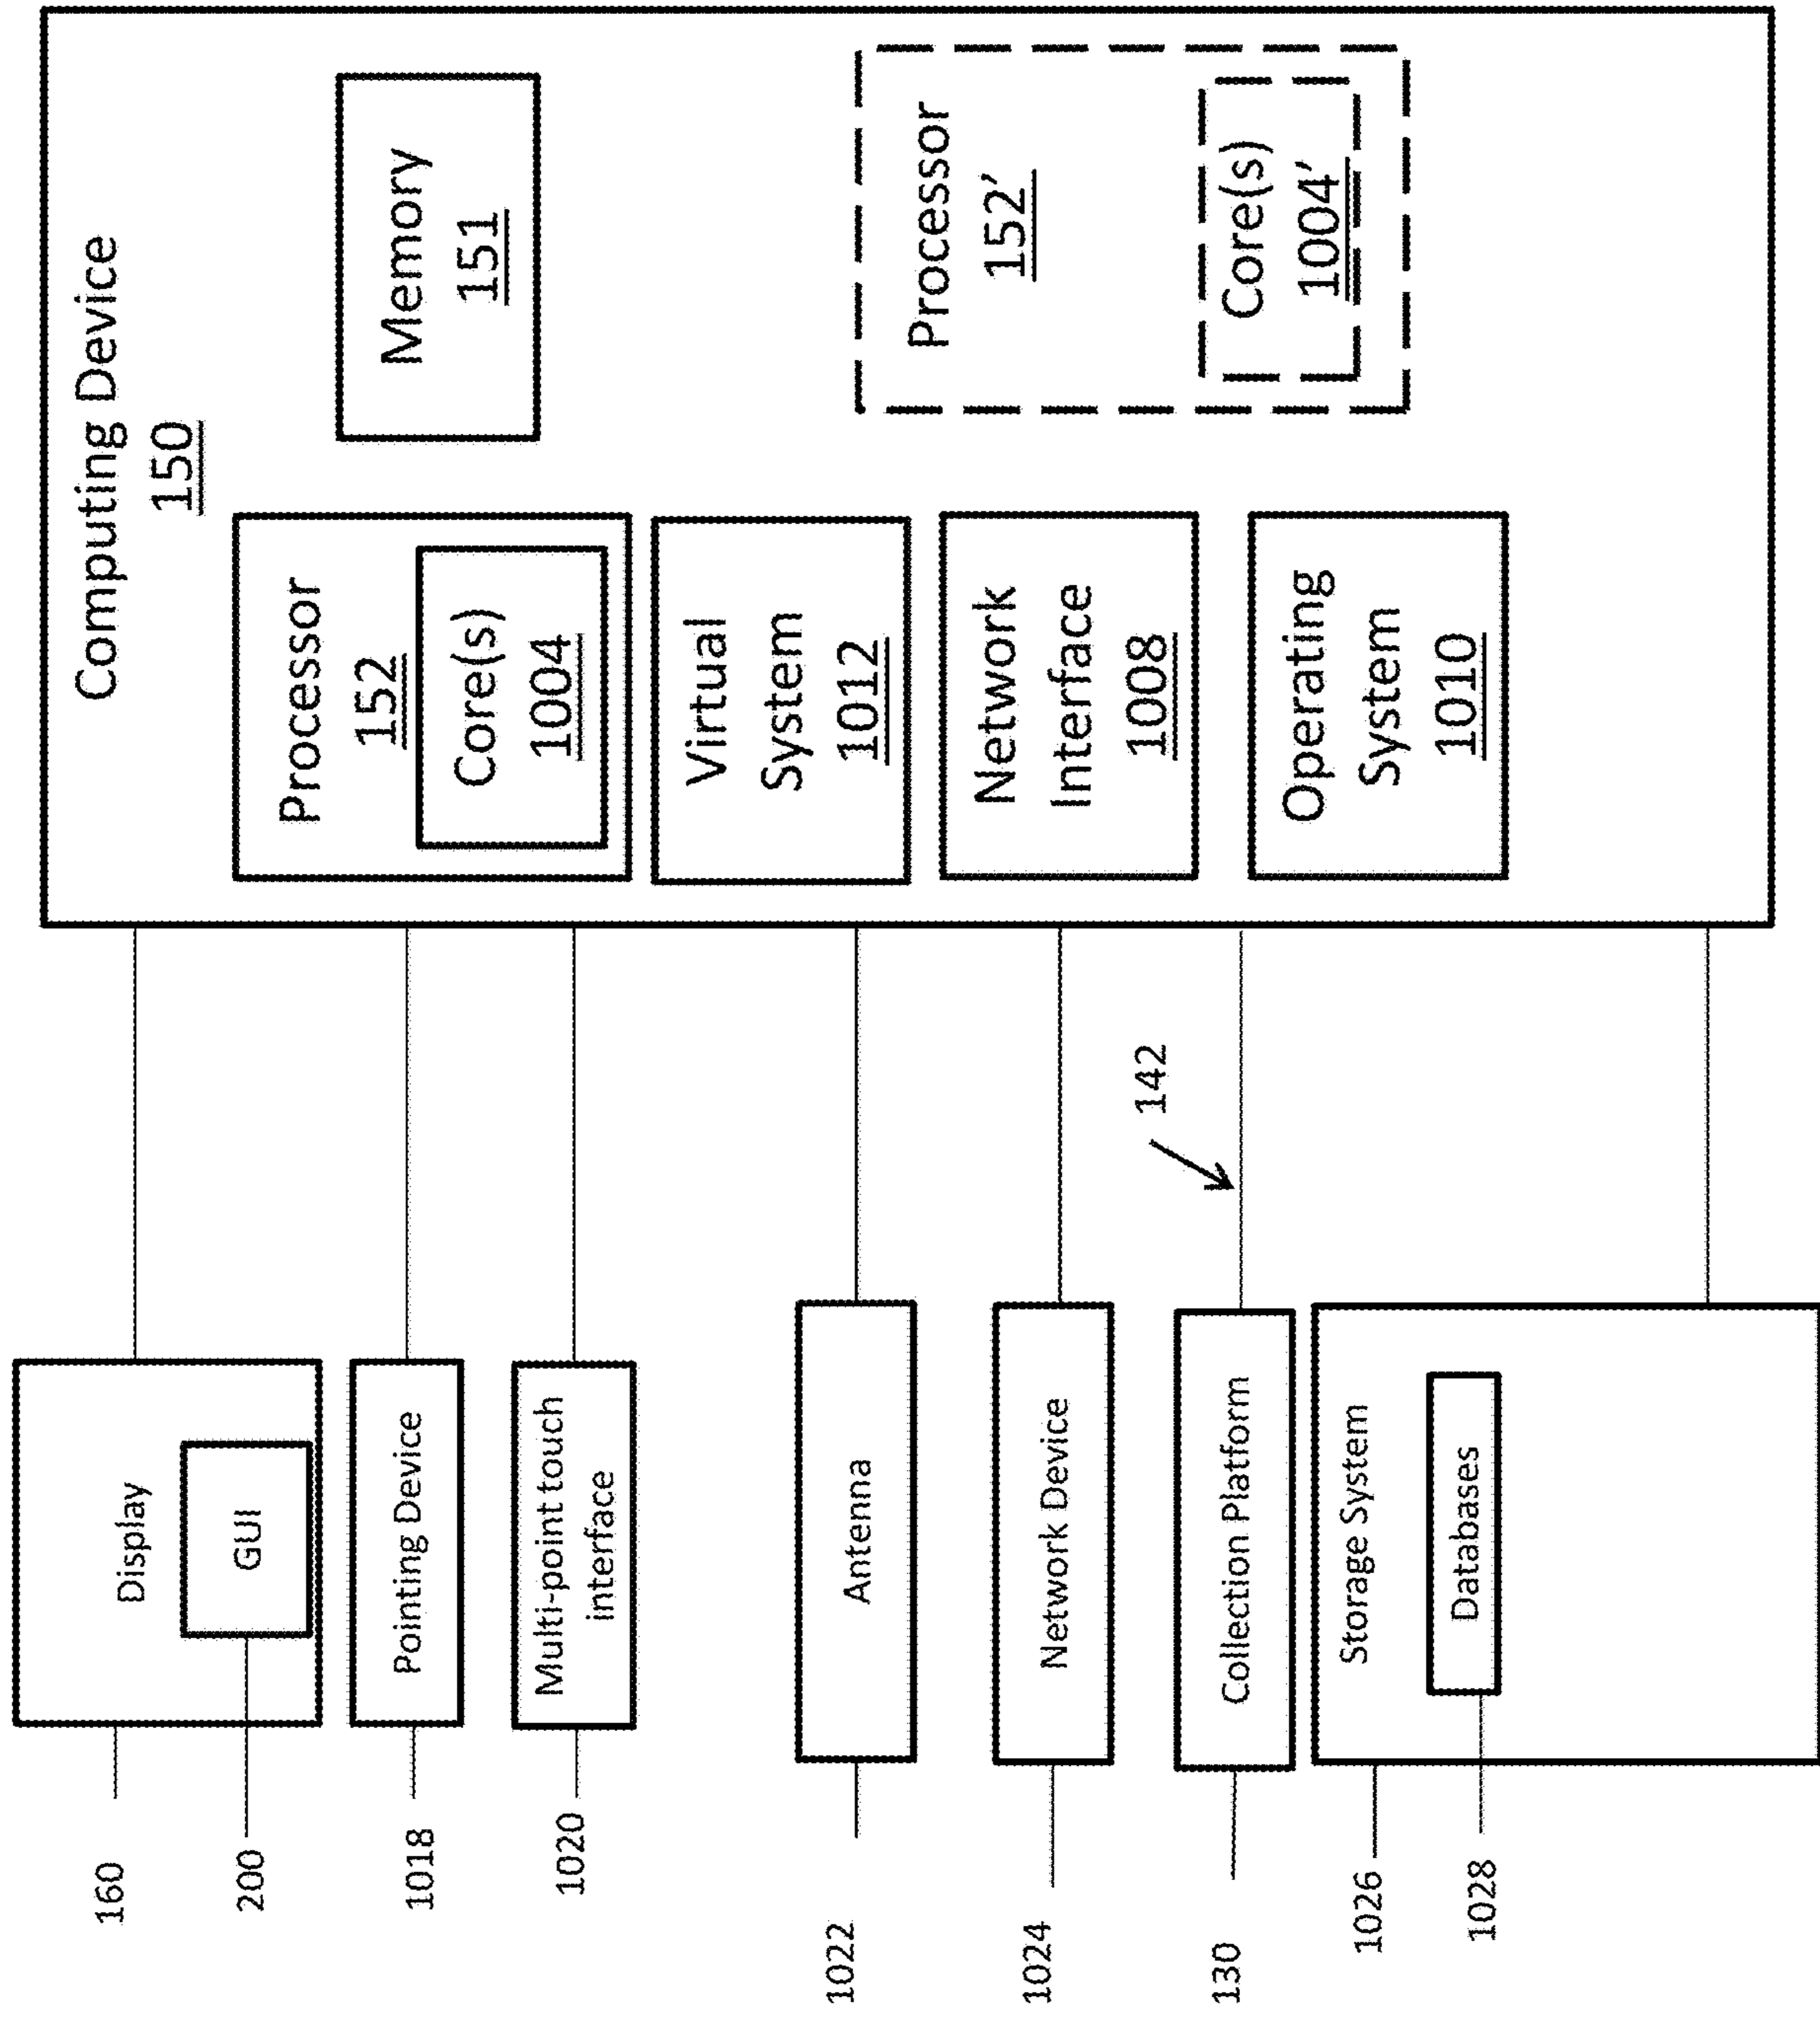 Computing Device
150
Processor
152
Core(s)
1004
Memory
151
Virtual
System
1012
Network
Interface
1008
Operating
System
1010
Processor
152′
Core(s)
1004′
142
Display
GUI
Pointing Device
Multi-point touch
interface
Antenna
Network Device
Collection Platform
Storage System
Databases
160
200
1018
1020
1022
1024
130
1026
1028